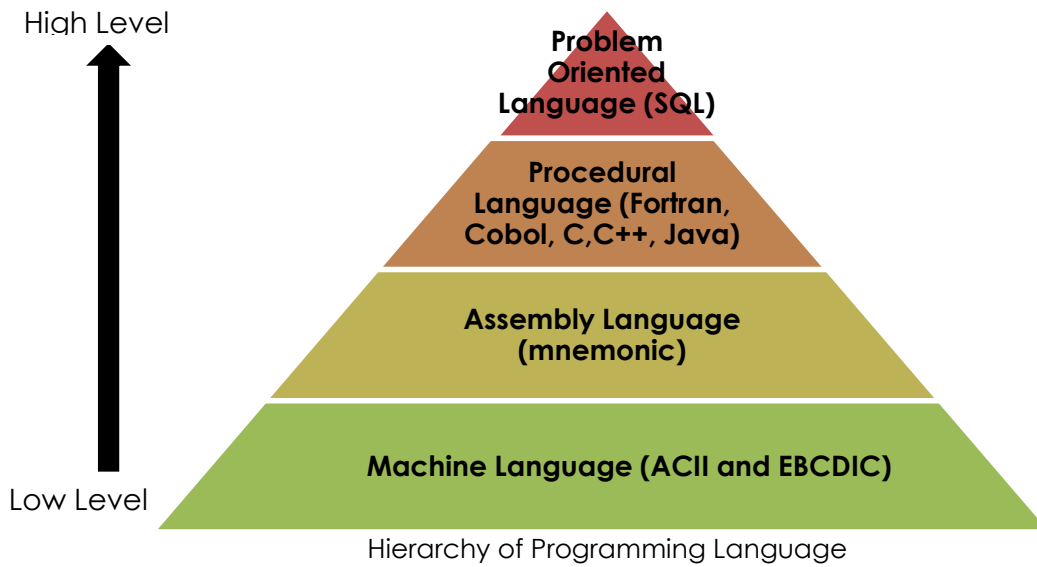 High Level
Problem
Oriented
Language (SQL)
Procedural
Language (Fortran,
Cobol, C,C++, Java)
Assembly Language
(mnemonic)
Machine Language (ACII and EBCDIC)
Low Level
Hierarchy of Programming Language